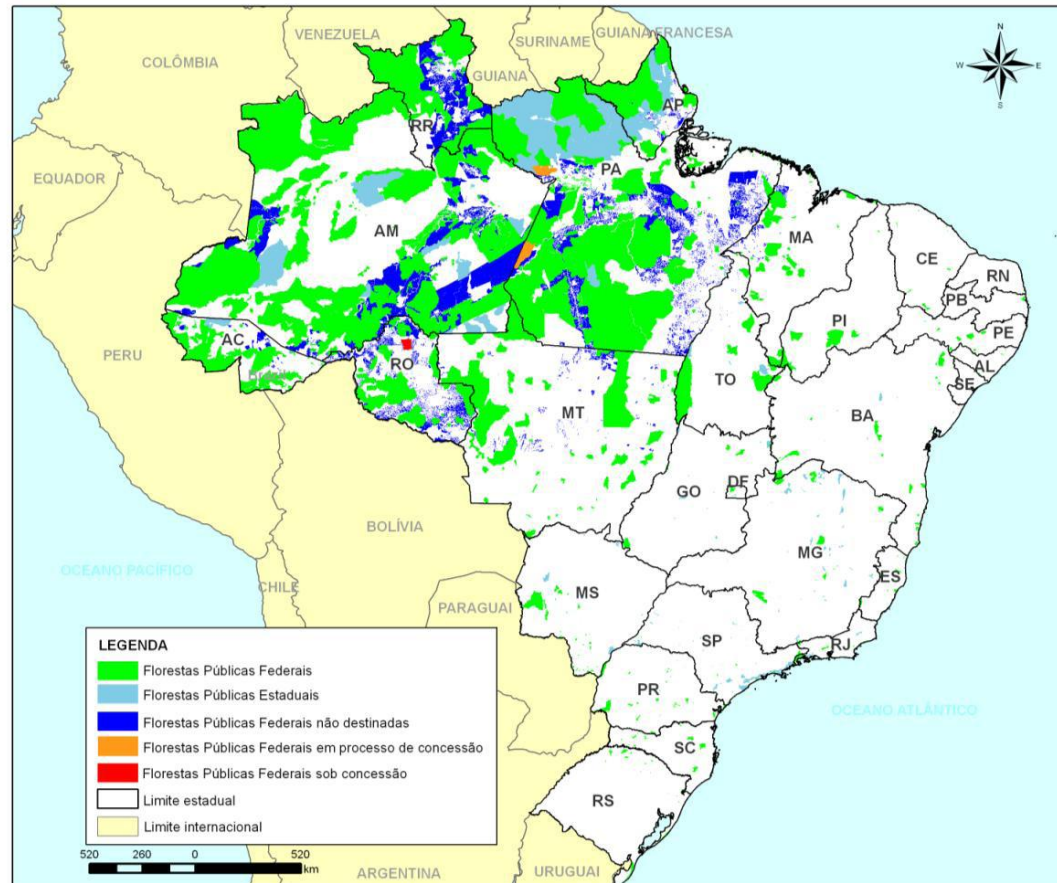 VENEZUELA
SURINAME
GUIANA FRANCESA
COLÔMBIA
GUIANA
N
W
E
S
RR
AP
EQUADOR
PA
AM
MA
CE
RN
PB
PI
PE
AC
PERU
RO
AL
SE
TO
MT
BA
GO
DF
BOLÍVIA
MG
OCEANO PACÍFICO
ES
CHILE
MS
PARAGUAI
SP
RJ
PR
OCEANO ATLÂNTICO
SC
RS
LEGENDA
Florestas Públicas Federais
Florestas Públicas Estaduais
Florestas Públicas Federais não destinadas
Florestas Públicas Federais em processo de concessão
Florestas Públicas Federais sob concessão
Limite estadual
Limite internacional
520 260 0 520
km
ARGENTINA
URUGUAI